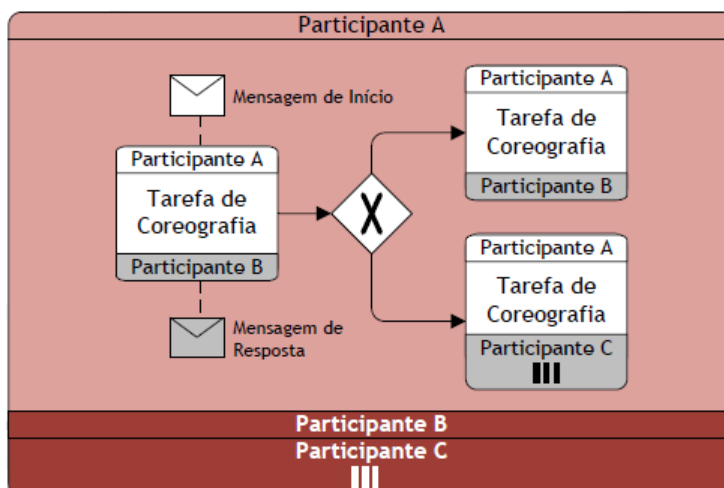 Participante A
Mensagem de Início
Participante A
Tarefa de
Coreografia
Participante B
Mensagem de
Resposta
X
Participante A
Tarefa de
Coreografia
Participante B
Participante A
Tarefa de
Coreografia
Participante C
Participante B
Participante C